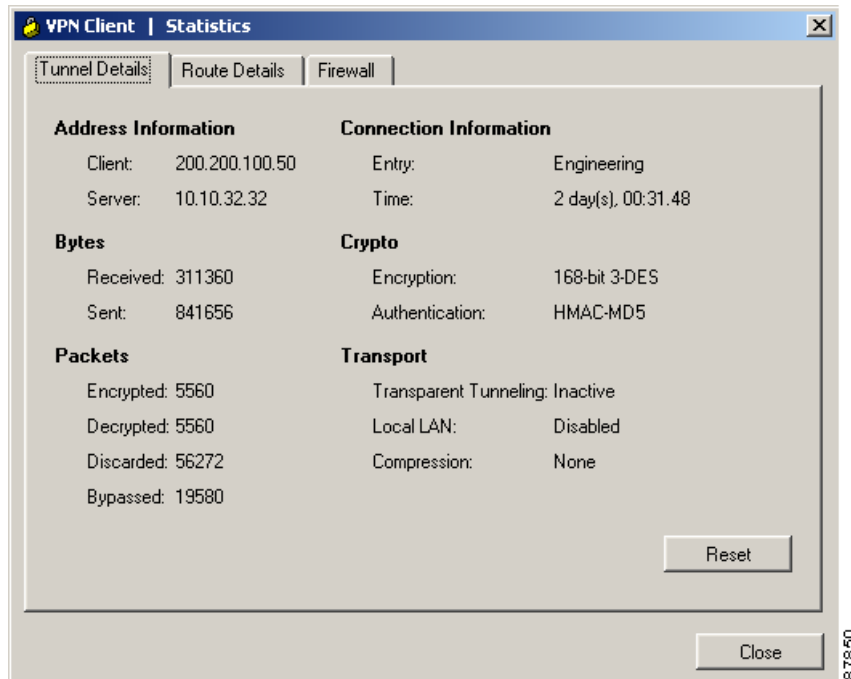 VPN Client | Statistics
Tunnel Details Route Details Firewall
Address Information
Client: 200.200.100.50
Server: 10.10.32.32
Connection Information
Entry: Engineering
Time: 2 day(s), 00:31.48
Bytes
Received: 311360
Sent: 841656
Crypto
Encryption: 168-bit 3-DES
Authentication: HMAC-MD5
Packets
Encrypted: 5560
Decrypted: 5560
Discarded: 56272
Bypassed: 19580
Transport
Transparent Tunneling: Inactive
Local LAN: Disabled
Compression: None
Reset
Close
87850